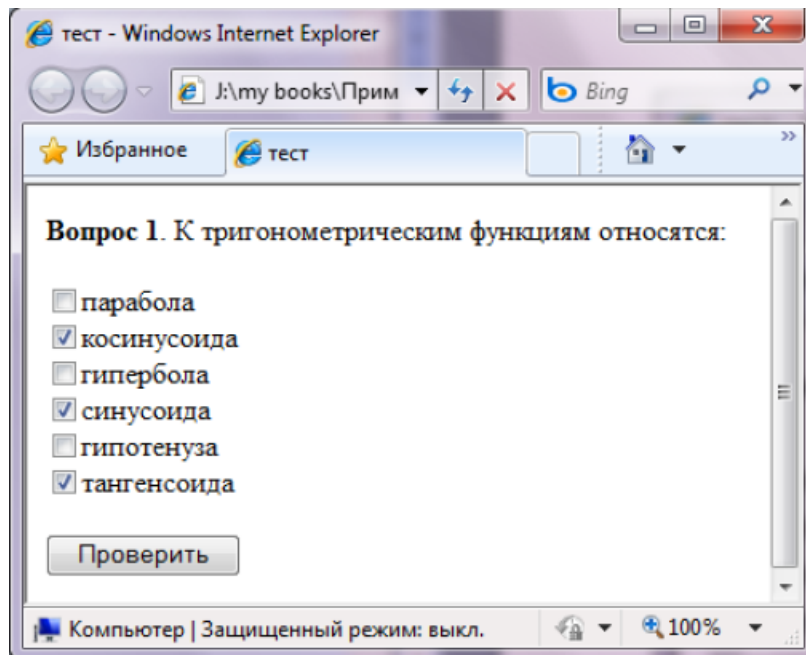 тест - Windows Internet Explorer
J:\my books\Прим
Bing
Избранное
тест
Вопрос 1. К тригонометрическим функциям относятся:
парабола
косинусоида
гипербола
синусоида
гипотенуза
тангенсоида
Проверить
Компьютер | Защищенный режим: выкл.
100%